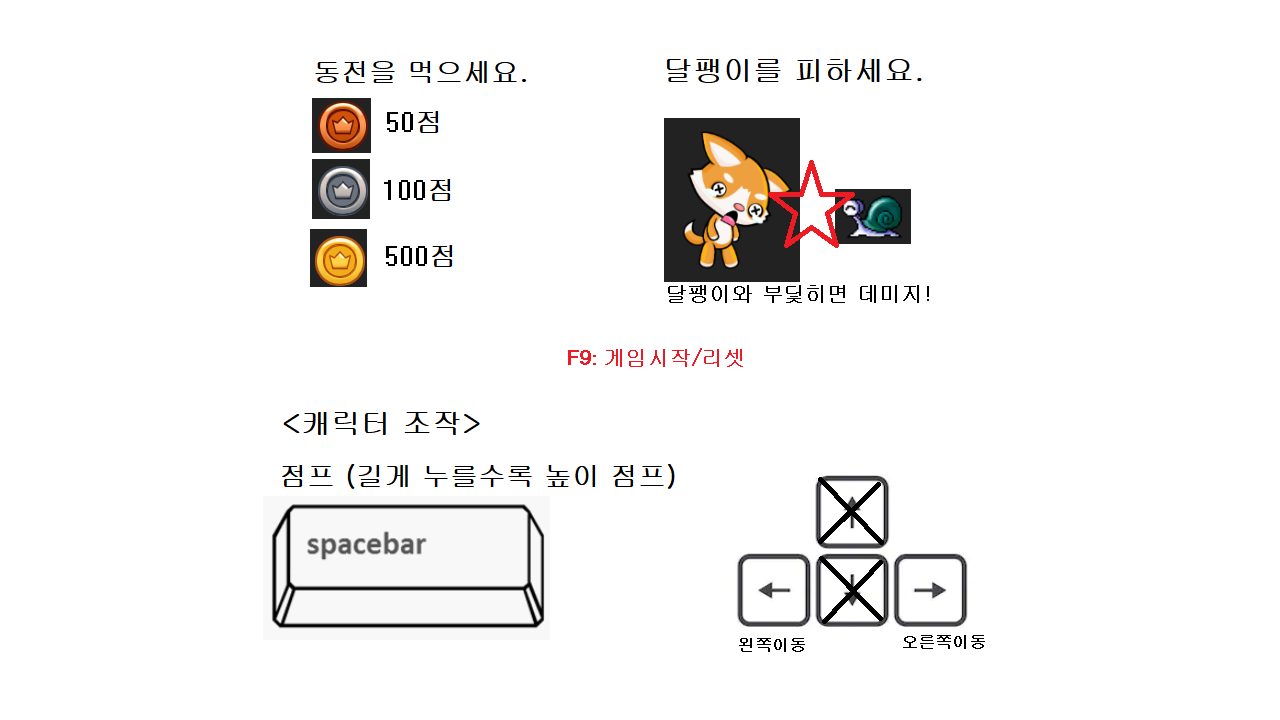 동전을 먹으세요.
50점
100점
500점
달팽이를 피하세요.
달팽이와 부딫히면 데미지!
F9: 게임시작/리셋
<캐릭터 조작>
점프 (길게 누를수록 높이 점프)
spacebar
왼쪽이동
오른쪽이동